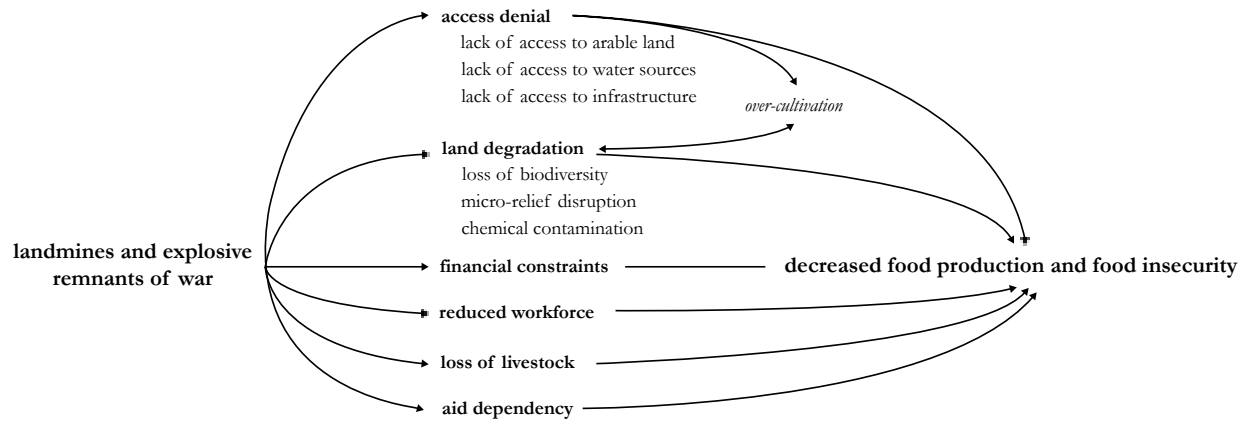 access denial
lack of access to arable land
lack of access to water sources
lack of access to infrastructure
over-cultivation
land degradation
loss of biodiversity
micro-relief disruption
chemical contamination
landmines and explosive
remnants of war
financial constraints
decreased food production and food insecurity
reduced workforce
loss of livestock
aid dependency